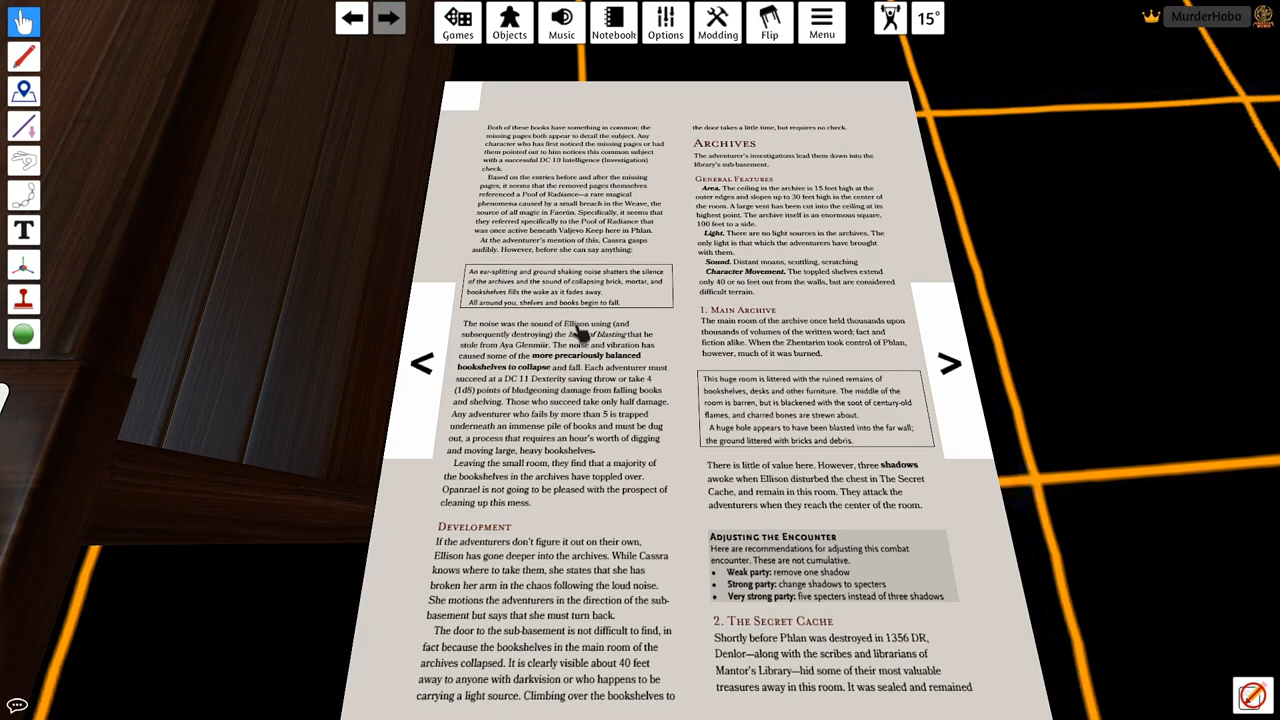 MurderHobo
15°
Games
Objects
Music
Notebook
Options
Modding
Flip
Menu
Both of these books have something in common; the
missing pages both appear to detail the subject. Any
character who has first noticed the missing pages or had
them pointed out to him notices this common subject
with a successful DC 10 Intelligence (Investigation)
check.
Based on the entries before and after the missing
pages, it seems that the removed pages themselves
referenced a Pool of Radiance—a rare magical
phenomena caused by a small breach in the Weave, the
source of all magic in Faerûn. Specifically, it seems that
they referred specifically to the Pool of Radiance that
was once active beneath Valjevo Keep here in Phlan.
At the adventurer's mention of this, Cassra gasps
audibly. However, before she can say anything:
An ear-splitting and ground shaking noise shatters the silence
of the archives and the sound of collapsing brick, mortar, and
bookshelves fills the wake as it fades away.
All around you, shelves and books begin to fall.
The noise was the sound of Ellison using (and
subsequently destroying) the of blasting that he
stole from Aya Glenmiir. The noise and vibration has
caused some of the more precariously balanced
bookshelves to collapse and fall. Each adventurer must
succeed at a DC 11 Dexterity saving throw or take 4
(1d8) points of bludgeoning damage from falling books
and shelving. Those who succeed take only half damage.
Any adventurer who fails by more than 5 is trapped
underneath an immense pile of books and must be dug
out, a process that requires an hour's worth of digging
and moving large, heavy bookshelves.
Leaving the small room, they find that a majority of
the bookshelves in the archives have toppled over.
Opanrael is not going to be pleased with the prospect of
cleaning up this mess.
Development
If the adventurers don't figure it out on their own,
Ellison has gone deeper into the archives. While Cassra
knows where to take them, she states that she has
broken her arm in the chaos following the loud noise.
She motions the adventurers in the direction of the sub-
basement but says that she must turn back.
The door to the sub-basement is not difficult to find, in
fact because the bookshelves in the main room of the
archives collapsed. It is clearly visible about 40 feet
away to anyone with darkvision or who happens to be
carrying a light source. Climbing over the bookshelves to
the door takes a little time, but requires no check.
Archives
The adventurer's investigations lead them down into the
library's sub-basement.
General Features
Area. The ceiling in the archive is 15 feet high at the
outer edges and slopes up to 30 feet high in the center of
the room. A large vent has been cut into the ceiling at its
highest point. The archive itself is an enormous square,
100 feet to a side.
Light. There are no light sources in the archives. The
only light is that which the adventurers have brought
with them.
Sound. Distant moans, scuttling, scratching
Character Movement. The toppled shelves extend
only 40 or so feet out from the walls, but are considered
difficult terrain.
1. Main Archive
The main room of the archive once held thousands upon
thousands of volumes of the written word; fact and
fiction alike. When the Zhentarim took control of Phlan,
however, much of it was burned.
This huge room is littered with the ruined remains of
bookshelves, desks and other furniture. The middle of the
room is barren, but is blackened with the soot of century-old
flames, and charred bones are strewn about.
A huge hole appears to have been blasted into the far wall;
the ground littered with bricks and debris.
There is little of value here. However, three shadows
awoke when Ellison disturbed the chest in The Secret
Cache, and remain in this room. They attack the
adventurers when they reach the center of the room.
Adjusting the Encounter
Here are recommendations for adjusting this combat
encounter. These are not cumulative.
• Weak party: remove one shadow
• Strong party: change shadows to specters
• Very strong party: five specters instead of three shadows
2. The Secret Cache
Shortly before Phlan was destroyed in 1356 DR,
Denlor—along with the scribes and librarians of
Mantor's Library—hid some of their most valuable
treasures away in this room. It was sealed and remained